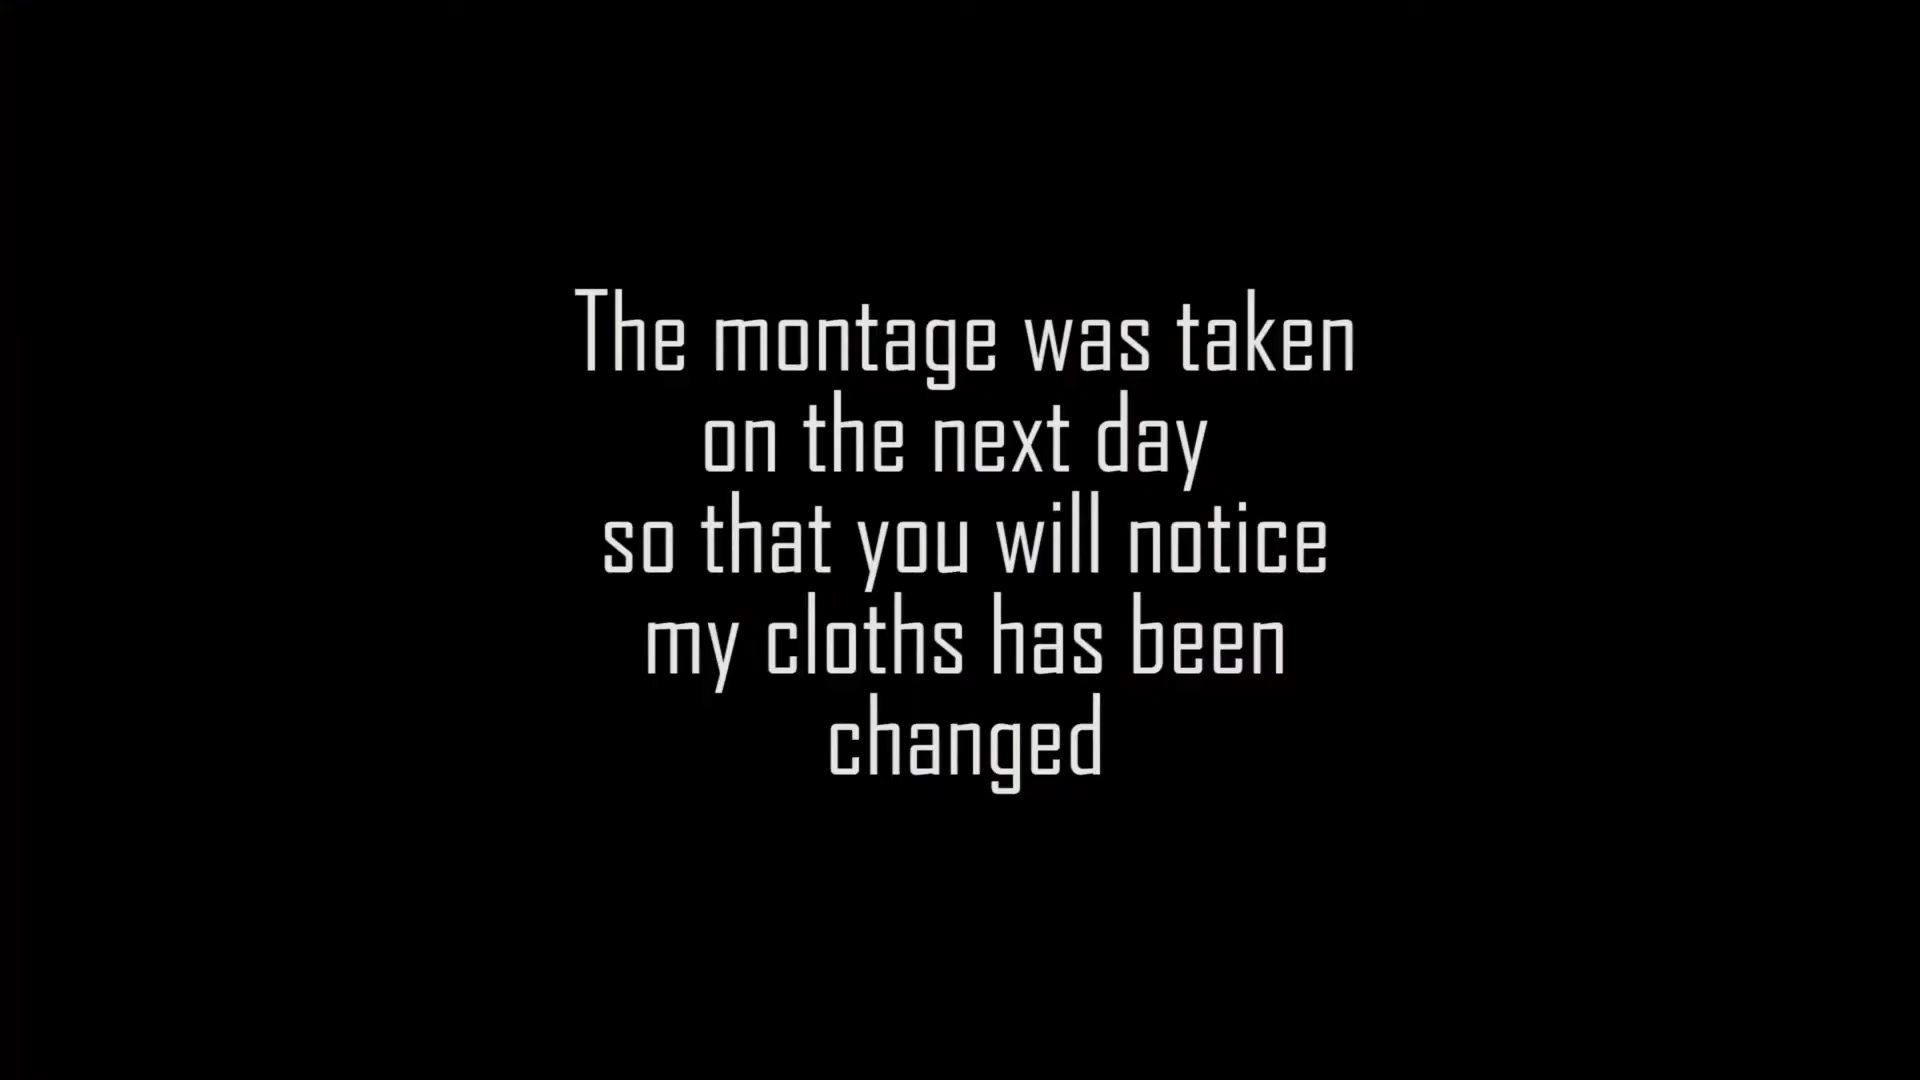 The montage was taken
on the next day
so that you will notice
my cloths has been
changed